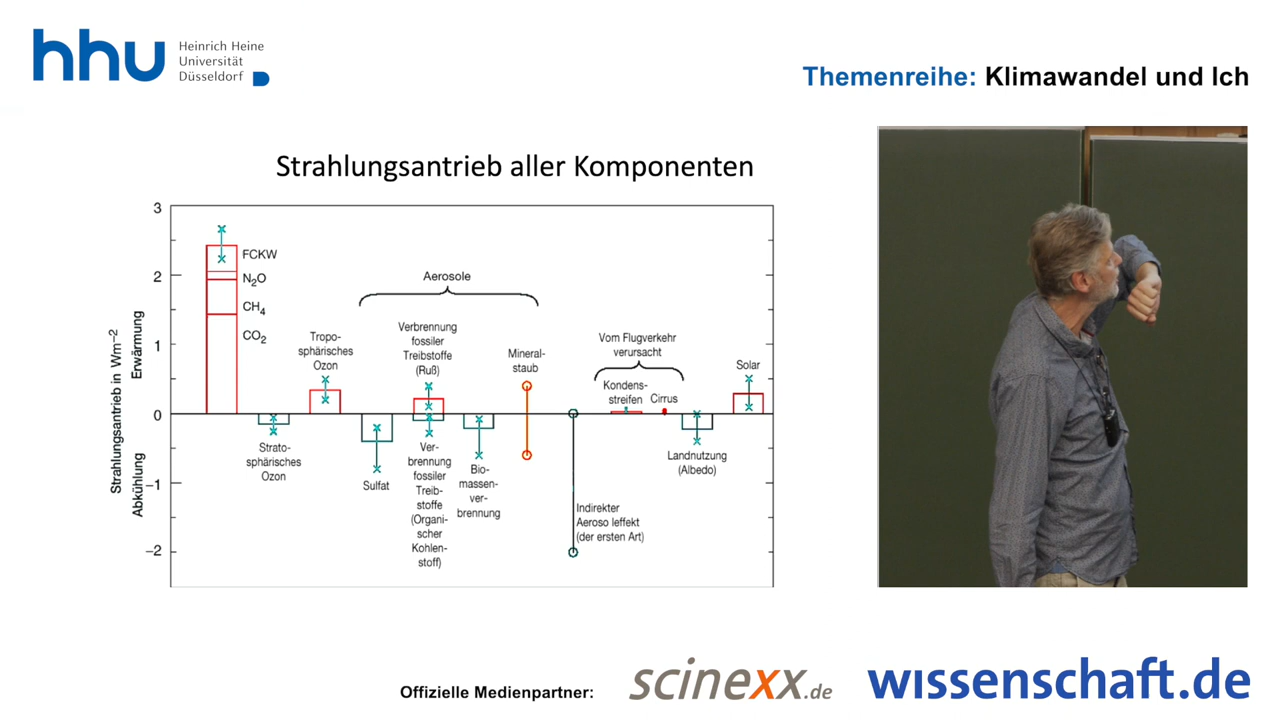 hhu
Heinrich Heine
Universität
Düsseldorf
Themenreihe: Klimawandel und Ich
Strahlungsantrieb aller Komponenten
Strahlungsantrieb in Wm−2
Erwärmung
Abkühlung
3
2
1
0
−1
−2
FCKW
N2O
CH4
CO2
Strato-
sphärisches
Ozon
Tropo-
sphärisches
Ozon
Aerosole
Sulfat
Verbrennung
fossiler
Treibstoffe
(Ruß)
Ver-
brennung
fossiler
Treib-
stoffe
(Organi-
scher
Kohlen-
stoff)
Bio-
massen-
ver-
brennung
Mineral-
staub
Indirekter
Aeroso leffekt
(der ersten Art)
Vom Flugverkehr
verursacht
Kondens-
streifen
Cirrus
Landnutzung
(Albedo)
Solar
Offizielle Medienpartner:
scinexx.de
wissenschaft.de